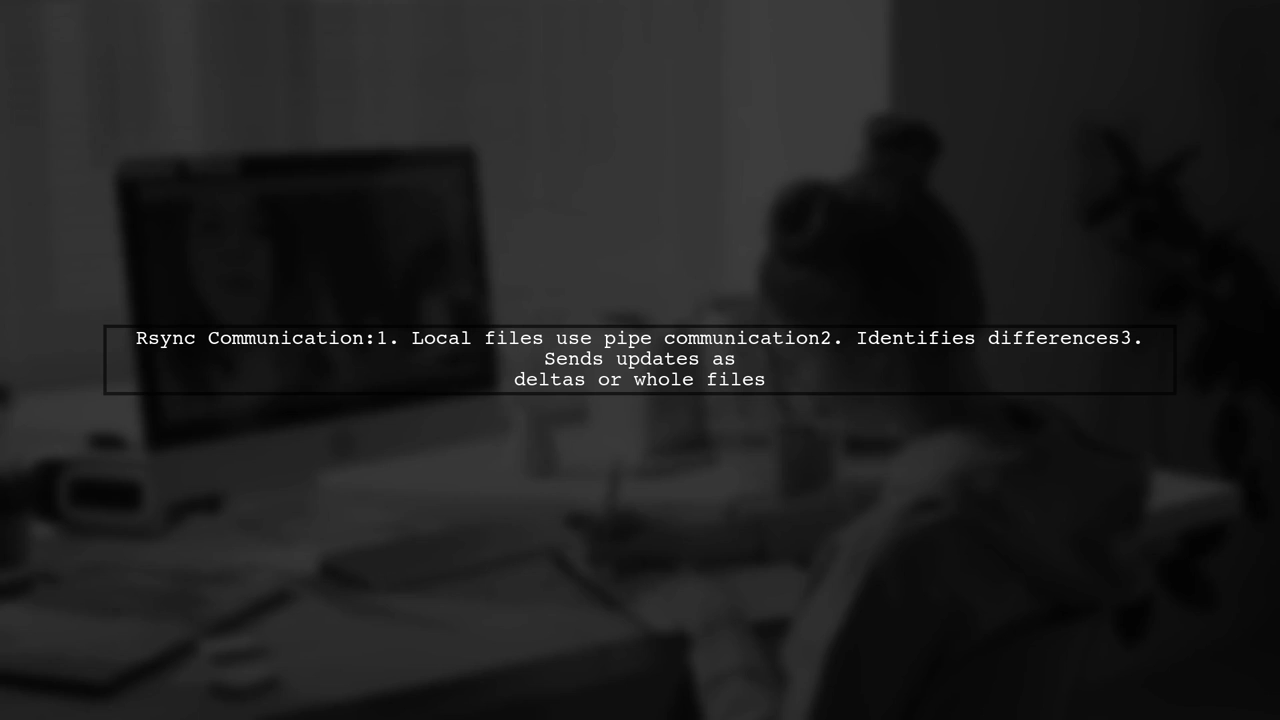 Rsync Communication:1. Local files use pipe communication2. Identifies differences3.
Sends updates as
deltas or whole files